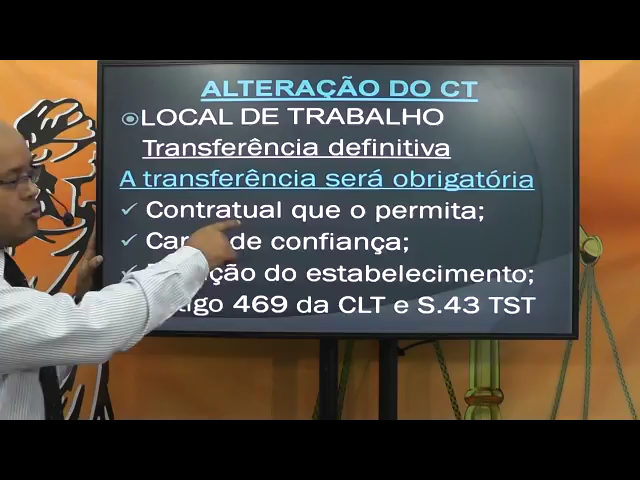 ALTERAÇÃO DO CT
LOCAL DE TRABALHO
Transferência definitiva
A transferência será obrigatória
Contratual que o permita;
de confiança;
do estabelecimento;
469 da CLT e S.43 TST